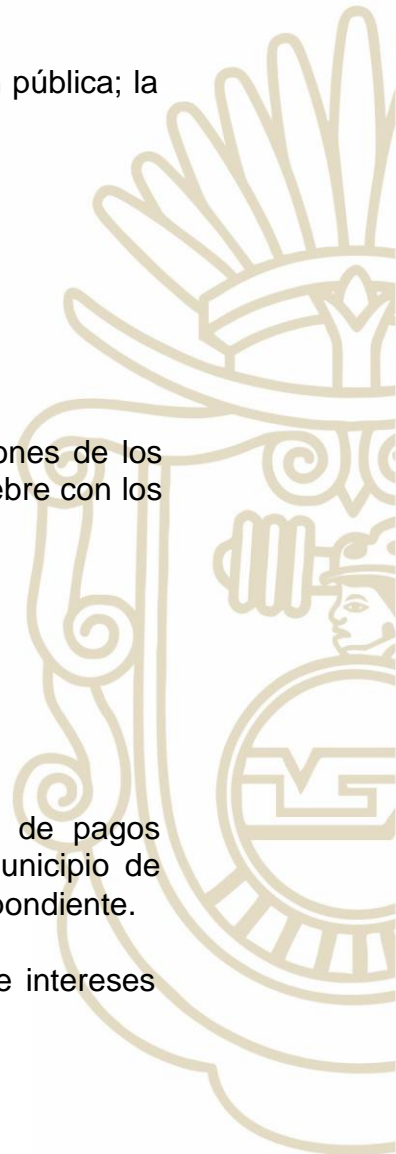 pública; la
ones de los
ebre con los
de pagos
unicipio de
pondiente.
e intereses